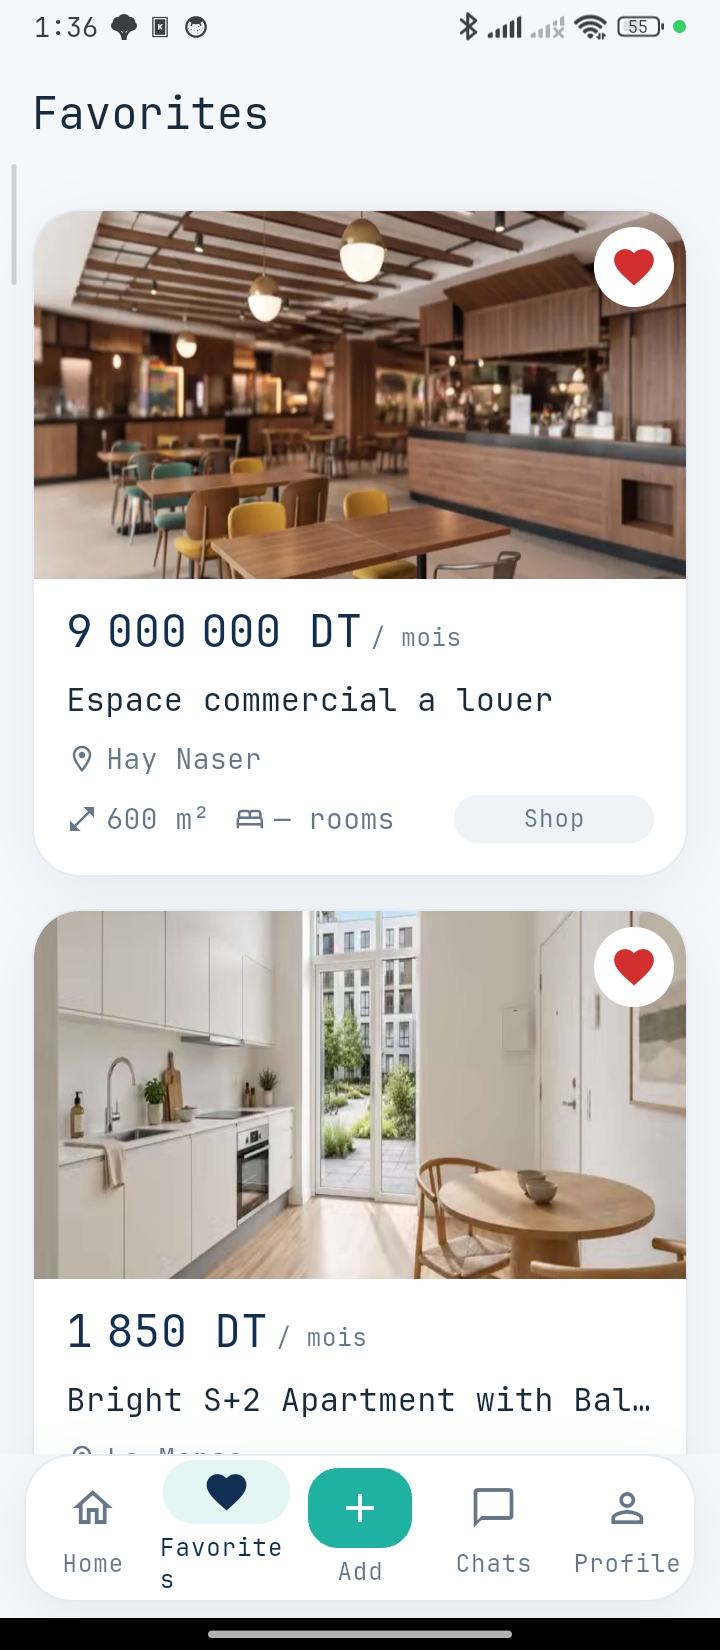 1:36
55
Favorites
9 000 000 DT / mois
Espace commercial a louer
Hay Naser
600 m² — rooms Shop
1 850 DT / mois
Bright S+2 Apartment with Bal…
Home Favorites Add Chats Profile